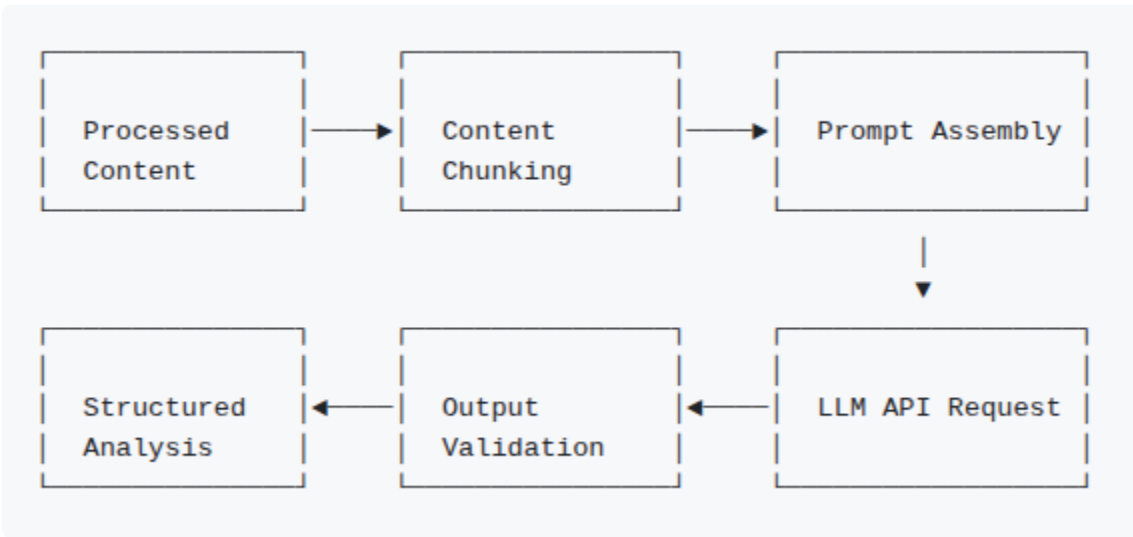 Processed
Content
Content
Chunking
Prompt Assembly
Structured
Analysis
Output
Validation
LLM API Request